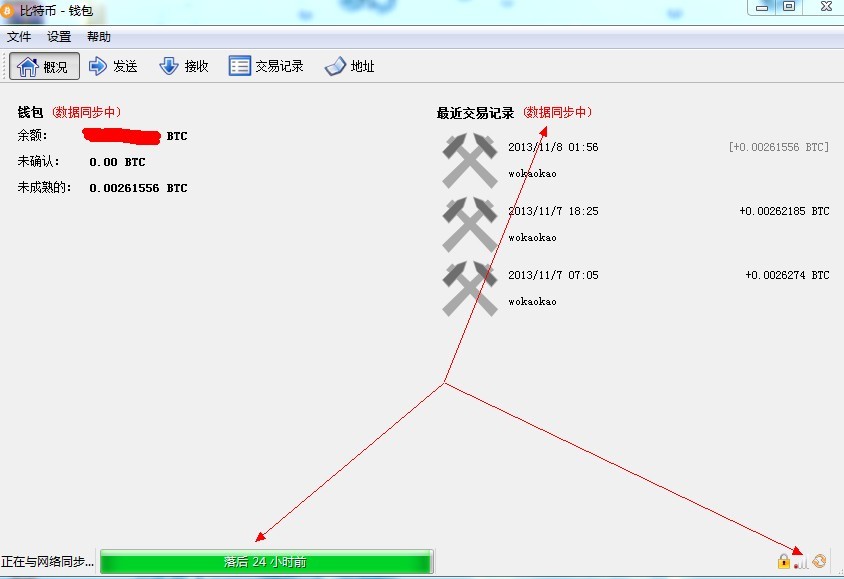 比特币 - 钱包
文件 设置 帮助
概况 发送 接收 交易记录 地址
钱包 (数据同步中)
余额: BTC
未确认: 0.00 BTC
未成熟的: 0.00261556 BTC
最近交易记录 (数据同步中)
2013/11/8 01:56 [+0.00261556 BTC]
wokaokao
2013/11/7 18:25 +0.00262185 BTC
wokaokao
2013/11/7 07:05 +0.0026274 BTC
wokaokao
正在与网络同步... 落后 24 小时前